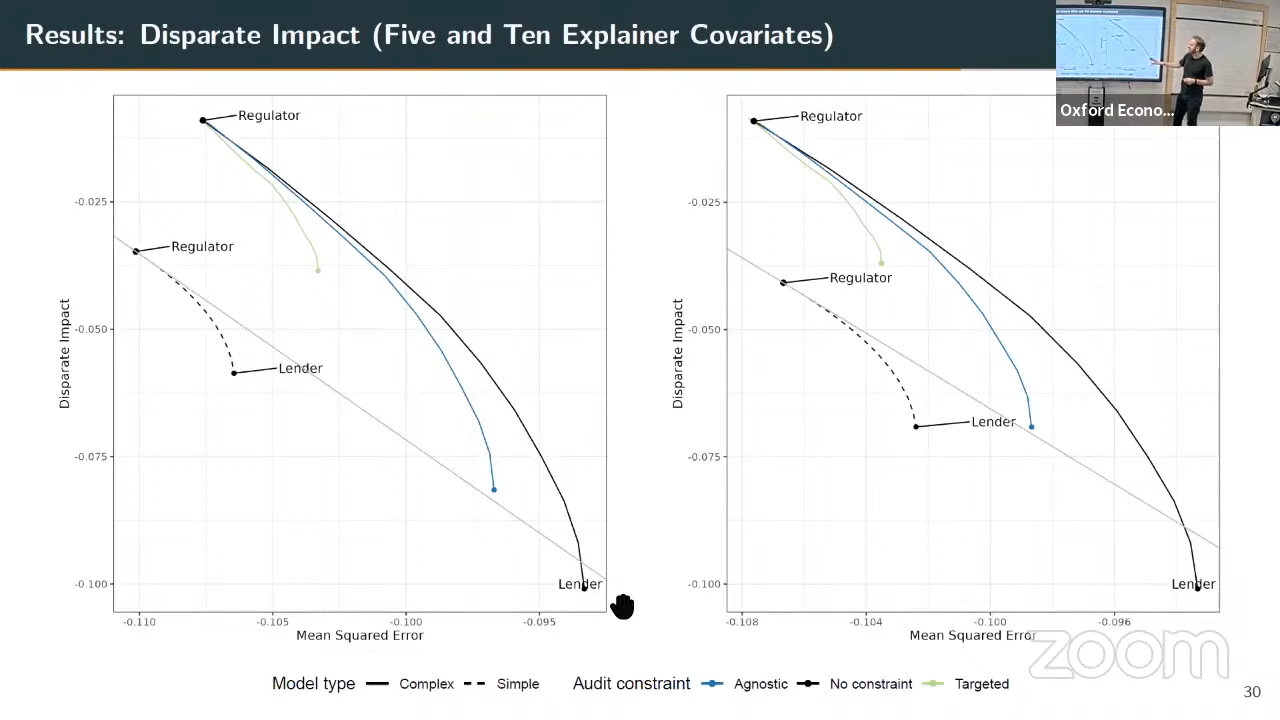 Results: Disparate Impact (Five and Ten Explainer Covariates)
Oxford Econo...
Regulator
Regulator
Lender
Lender
-0.025
-0.050
-0.075
-0.100
Disparate Impact
-0.110
-0.105
-0.100
-0.095
Mean Squared Error
Regulator
Regulator
Lender
Lender
-0.025
-0.050
-0.075
-0.100
Disparate Impact
-0.108
-0.104
-0.100
-0.096
Mean Squared Error
zoom
Model type Complex Simple Audit constraint Agnostic No constraint Targeted
30